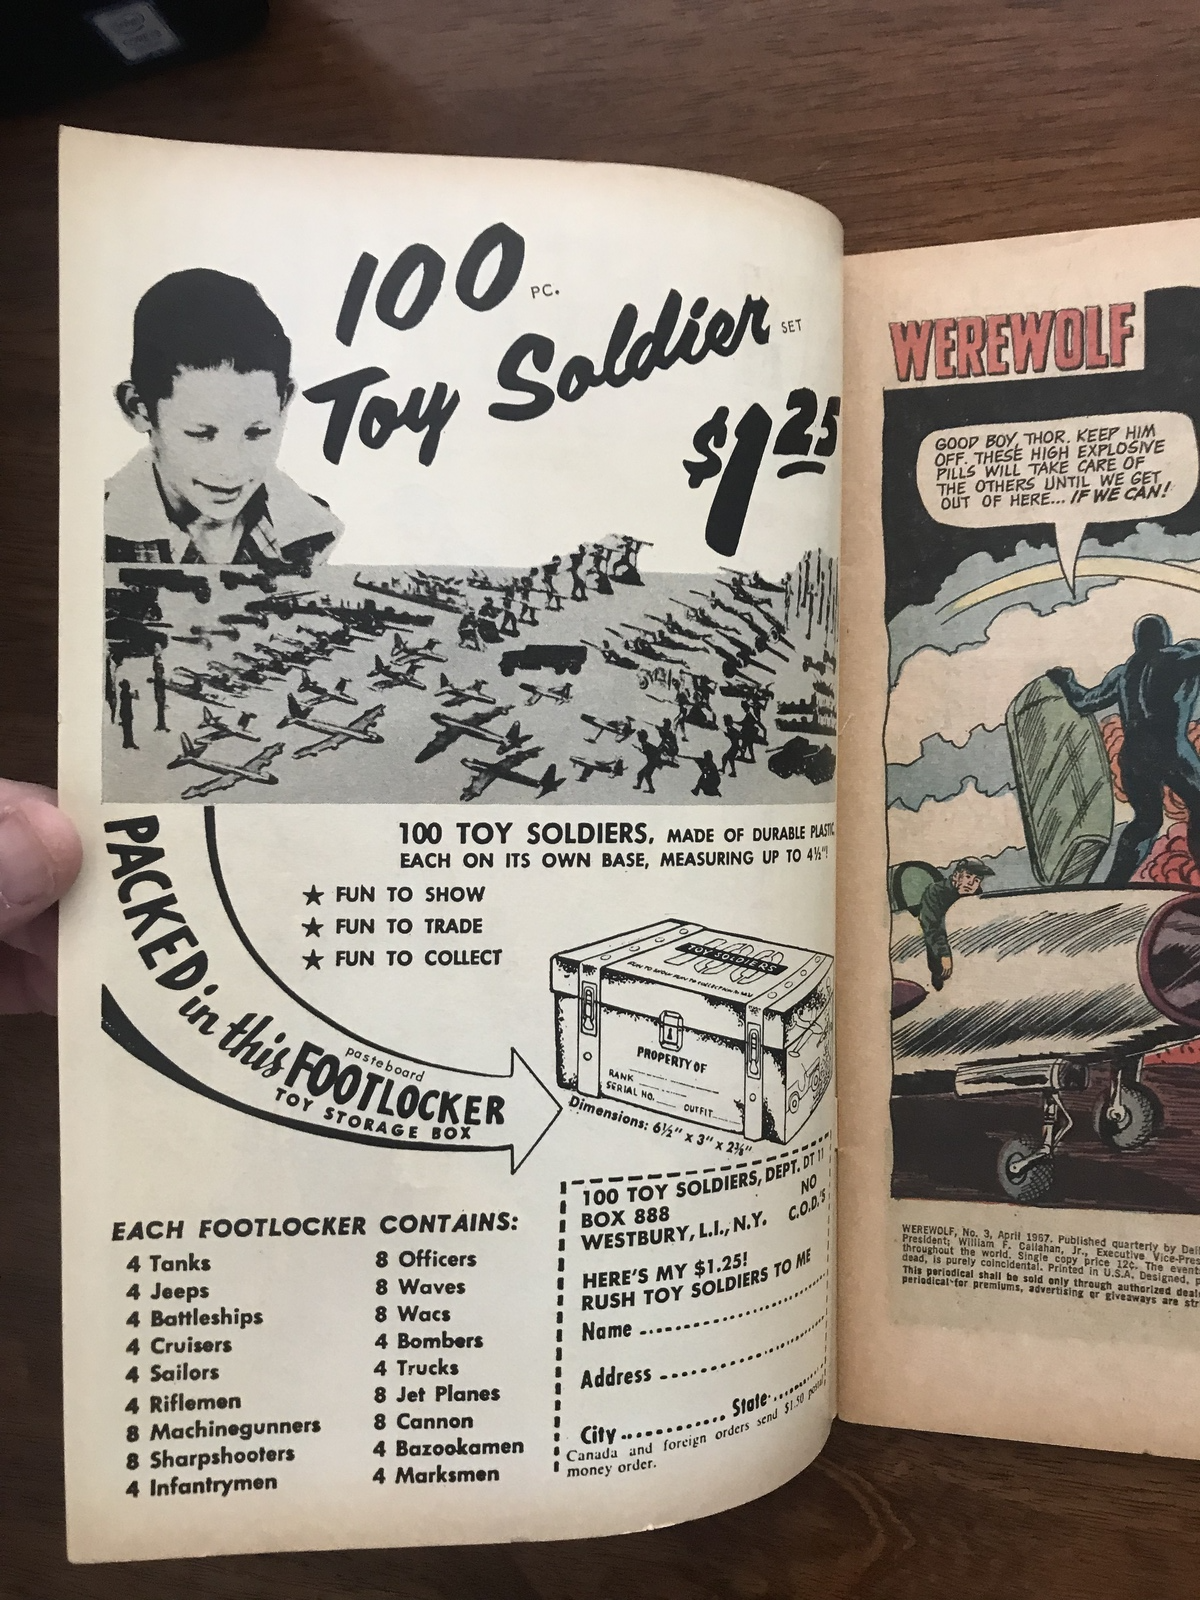 100 PC.
Toy Soldier SET
$1.25
100 TOY SOLDIERS, MADE OF DURABLE PLASTIC
EACH ON ITS OWN BASE, MEASURING UP TO 4½"!
★ FUN TO SHOW
★ FUN TO TRADE
★ FUN TO COLLECT
PACKED in this
pasteboard
FOOTLOCKER
TOY STORAGE BOX
100
TOY SOLDIERS
PROPERTY OF
RANK
SERIAL NO.
OUTFIT
Dimensions: 6½" x 3" x 2⅜"
EACH FOOTLOCKER CONTAINS:
4 Tanks
4 Jeeps
4 Battleships
4 Cruisers
4 Sailors
4 Riflemen
8 Machinegunners
8 Sharpshooters
4 Infantrymen
8 Officers
8 Waves
8 Wacs
4 Bombers
4 Trucks
8 Jet Planes
8 Cannon
4 Bazookamen
4 Marksmen
100 TOY SOLDIERS, DEPT. DT 11
BOX 888 NO
WESTBURY, L.I., N.Y. C.O.D.'S
HERE'S MY $1.25!
RUSH TOY SOLDIERS TO ME
Name
Address
City State
Canada and foreign orders send $1.50 postal
money order.
WEREWOLF
GOOD BOY, THOR. KEEP HIM
OFF. THESE HIGH EXPLOSIVE
PILLS WILL TAKE CARE OF
THE OTHERS UNTIL WE GET
OUT OF HERE... IF WE CAN!
WEREWOLF, No. 3, April 1967. Published quarterly by Dell
President; William F. Callahan, Jr., Executive Vice-Pres
throughout the world. Single copy price 12¢. The event
dead, is purely coincidental. Printed in U.S.A. Designed,
This periodical shall be sold only through authorized deale
periodical for premiums, advertising or giveaways are str